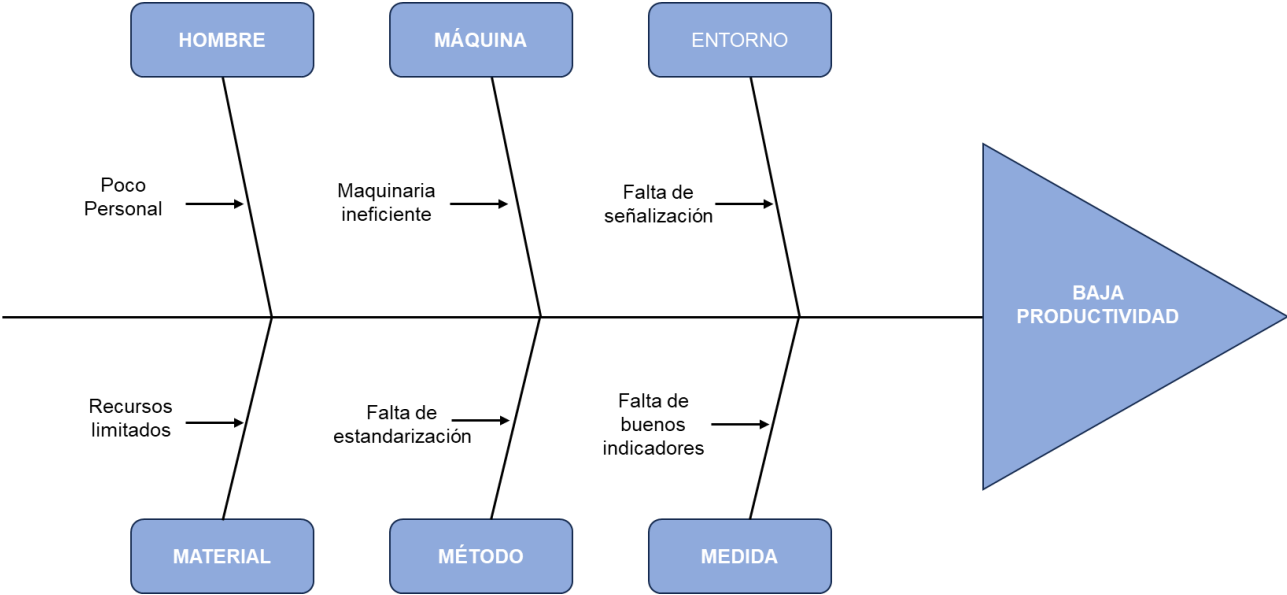 HOMBRE
MÁQUINA
ENTORNO
Poco
Personal
Maquinaria
ineficiente
Falta de
señalización
BAJA
PRODUCTIVIDAD
Recursos
limitados
Falta de
estandarización
Falta de
buenos
indicadores
MATERIAL
MÉTODO
MEDIDA